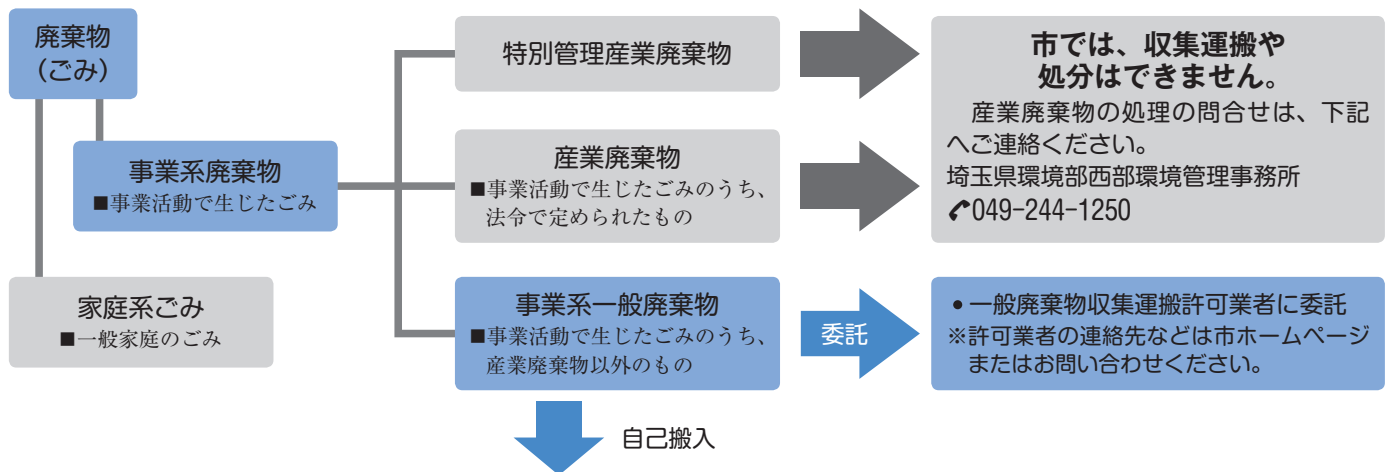 廃棄物
(ごみ)
事業系廃棄物
■事業活動で生じたごみ
家庭系ごみ
■一般家庭のごみ
特別管理産業廃棄物
産業廃棄物
■事業活動で生じたごみのうち、
法令で定められたもの
事業系一般廃棄物
■事業活動で生じたごみのうち、
産業廃棄物以外のもの
市では、収集運搬や
処分はできません。
産業廃棄物の処理の問合せは、下記
へご連絡ください。
埼玉県環境部西部環境管理事務所
✆049-244-1250
委託
•一般廃棄物収集運搬許可業者に委託
※許可業者の連絡先などは市ホームページ
またはお問い合わせください。
自己搬入